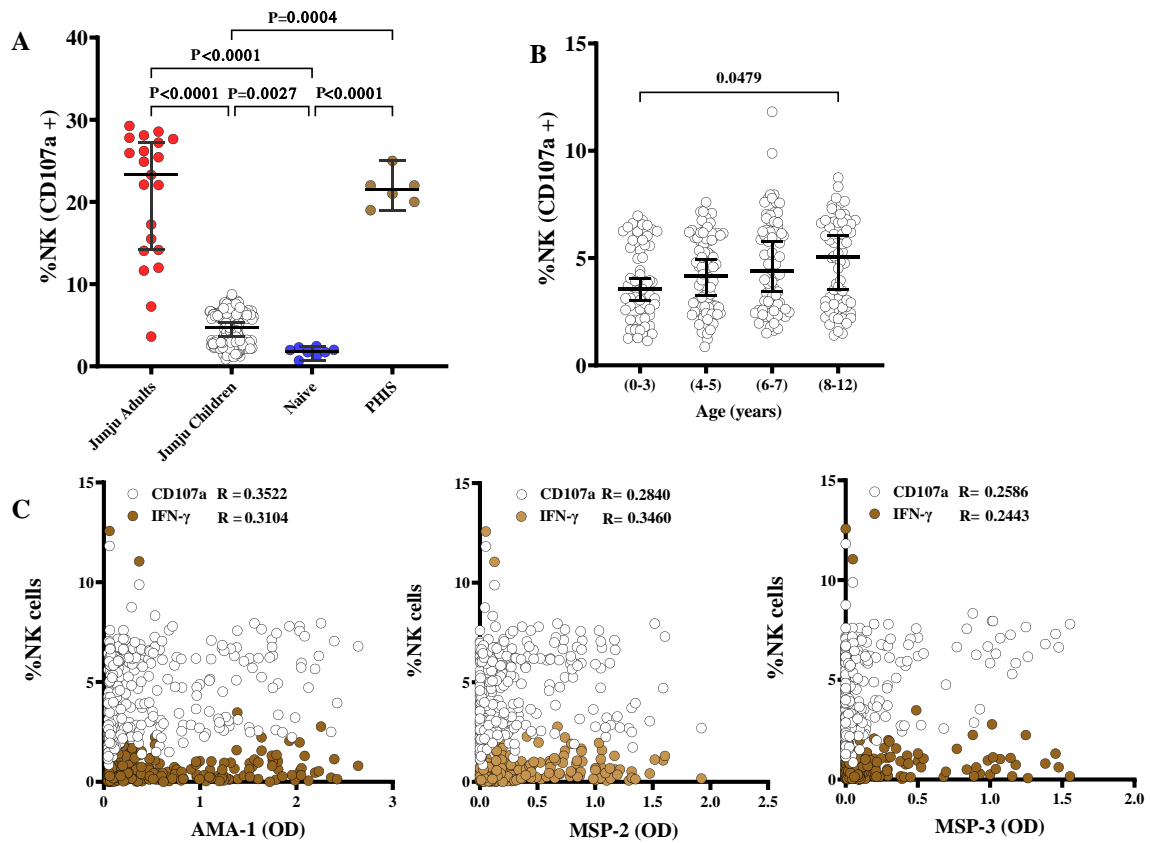 A
P=0.0004
P<0.0001
P<0.0001 P=0.0027 P<0.0001
%NK (CD107a +)
40
30
20
10
0
Junju Adults
Junju Children
Naive
PHIS
B
0.0479
%NK (CD107a +)
15
10
5
0
(0-3) (4-5) (6-7) (8-12)
Age (years)
C
%NK cells
15
10
5
0
CD107a R = 0.3522
IFN-γ R = 0.3104
0 1 2 3
AMA-1 (OD)
%NK cells
15
10
5
0
CD107a R= 0.2840
IFN-γ R= 0.3460
0.0 0.5 1.0 1.5 2.0 2.5
MSP-2 (OD)
%NK cells
15
10
5
0
CD107a R= 0.2586
IFN-γ R= 0.2443
0.0 0.5 1.0 1.5 2.0
MSP-3 (OD)